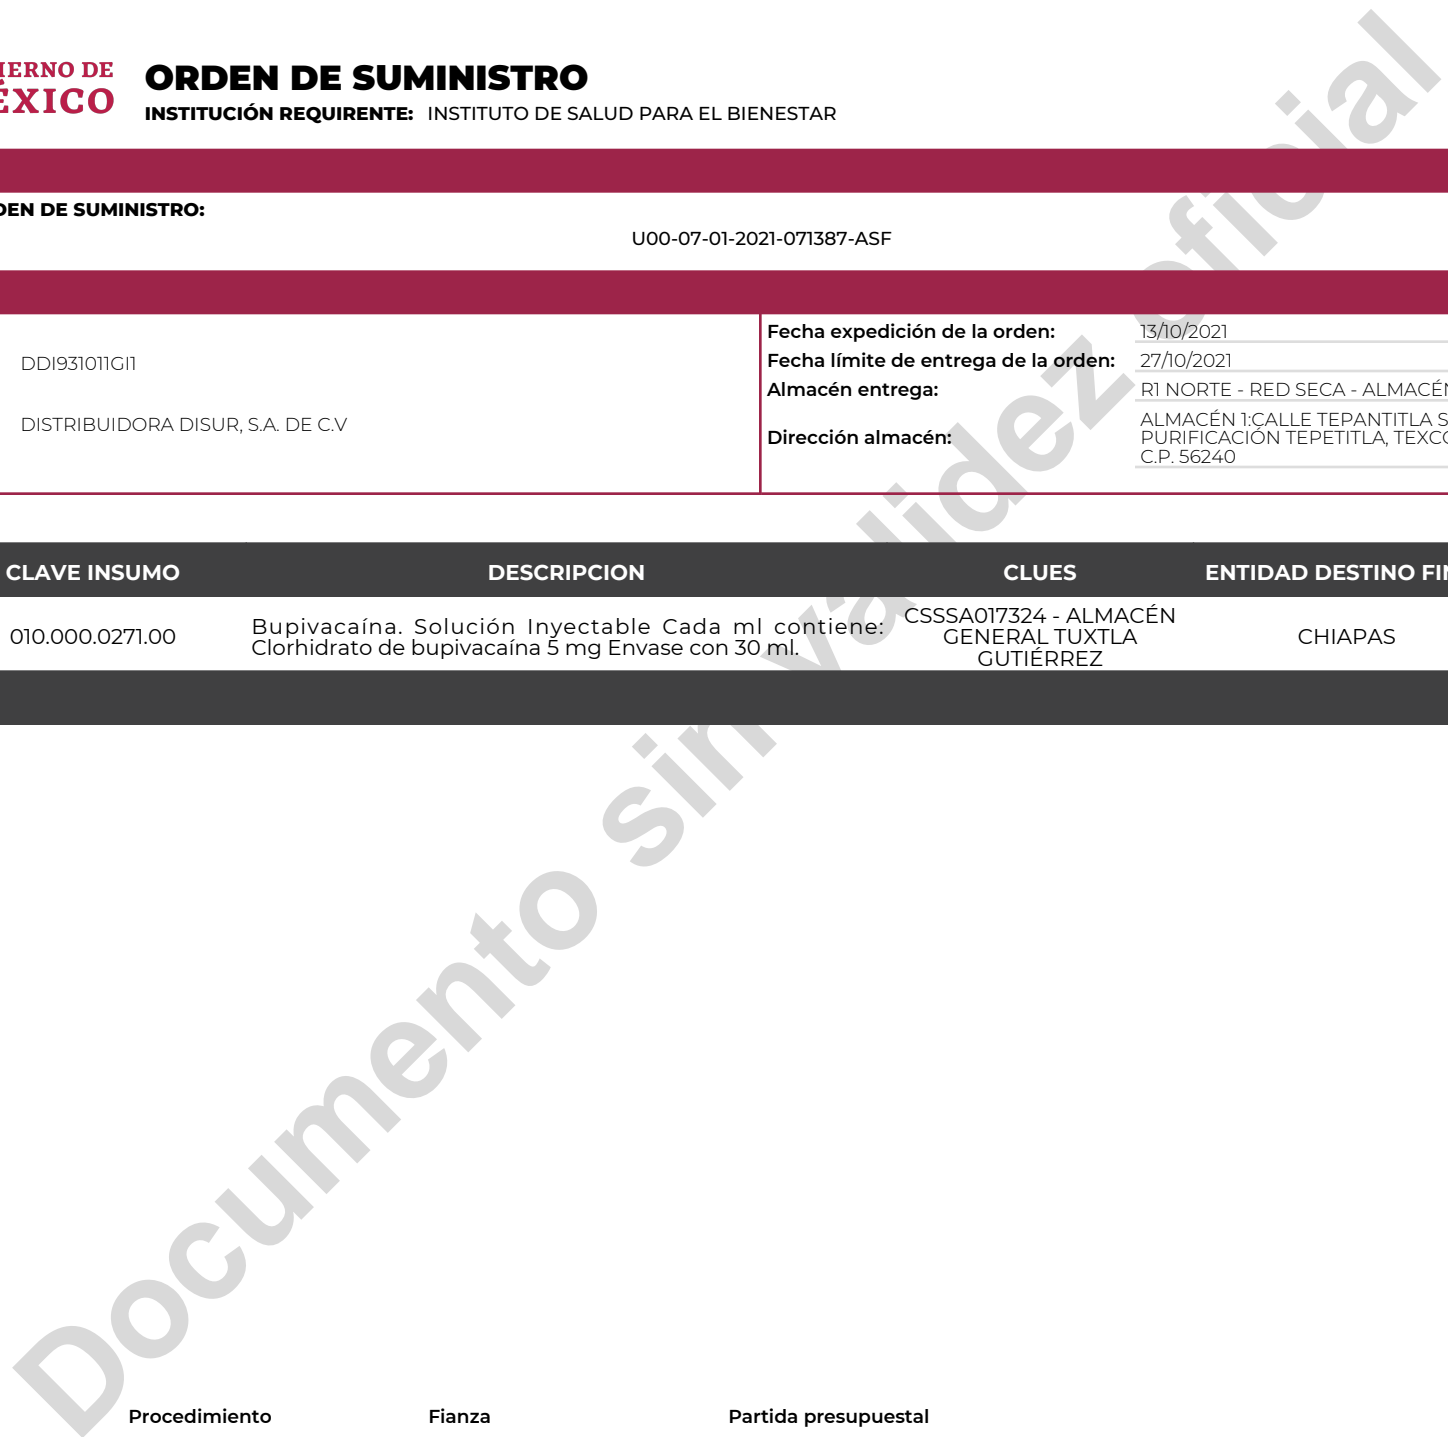 IERNO DE
ÉXICO
ORDEN DE SUMINISTRO
INSTITUCIÓN REQUIRENTE: INSTITUTO DE SALUD PARA EL BIENESTAR
DEN DE SUMINISTRO:
U00-07-01-2021-071387-ASF
DDI931011GI1
DISTRIBUIDORA DISUR, S.A. DE C.V
Fecha expedición de la orden: 13/10/2021
Fecha límite de entrega de la orden: 27/10/2021
Almacén entrega: R1 NORTE - RED SECA - ALMACÉN
Dirección almacén: ALMACÉN 1:CALLE TEPANTITLA S
PURIFICACIÓN TEPETITLA, TEXCO
C.P. 56240
CLAVE INSUMO DESCRIPCION CLUES ENTIDAD DESTINO FIN
010.000.0271.00
Bupivacaína. Solución Inyectable Cada ml contiene:
Clorhidrato de bupivacaína 5 mg Envase con 30 ml.
CSSSA017324 - ALMACÉN
GENERAL TUXTLA
GUTIÉRREZ
CHIAPAS
Documento sin validez oficial
Procedimiento Fianza Partida presupuestal